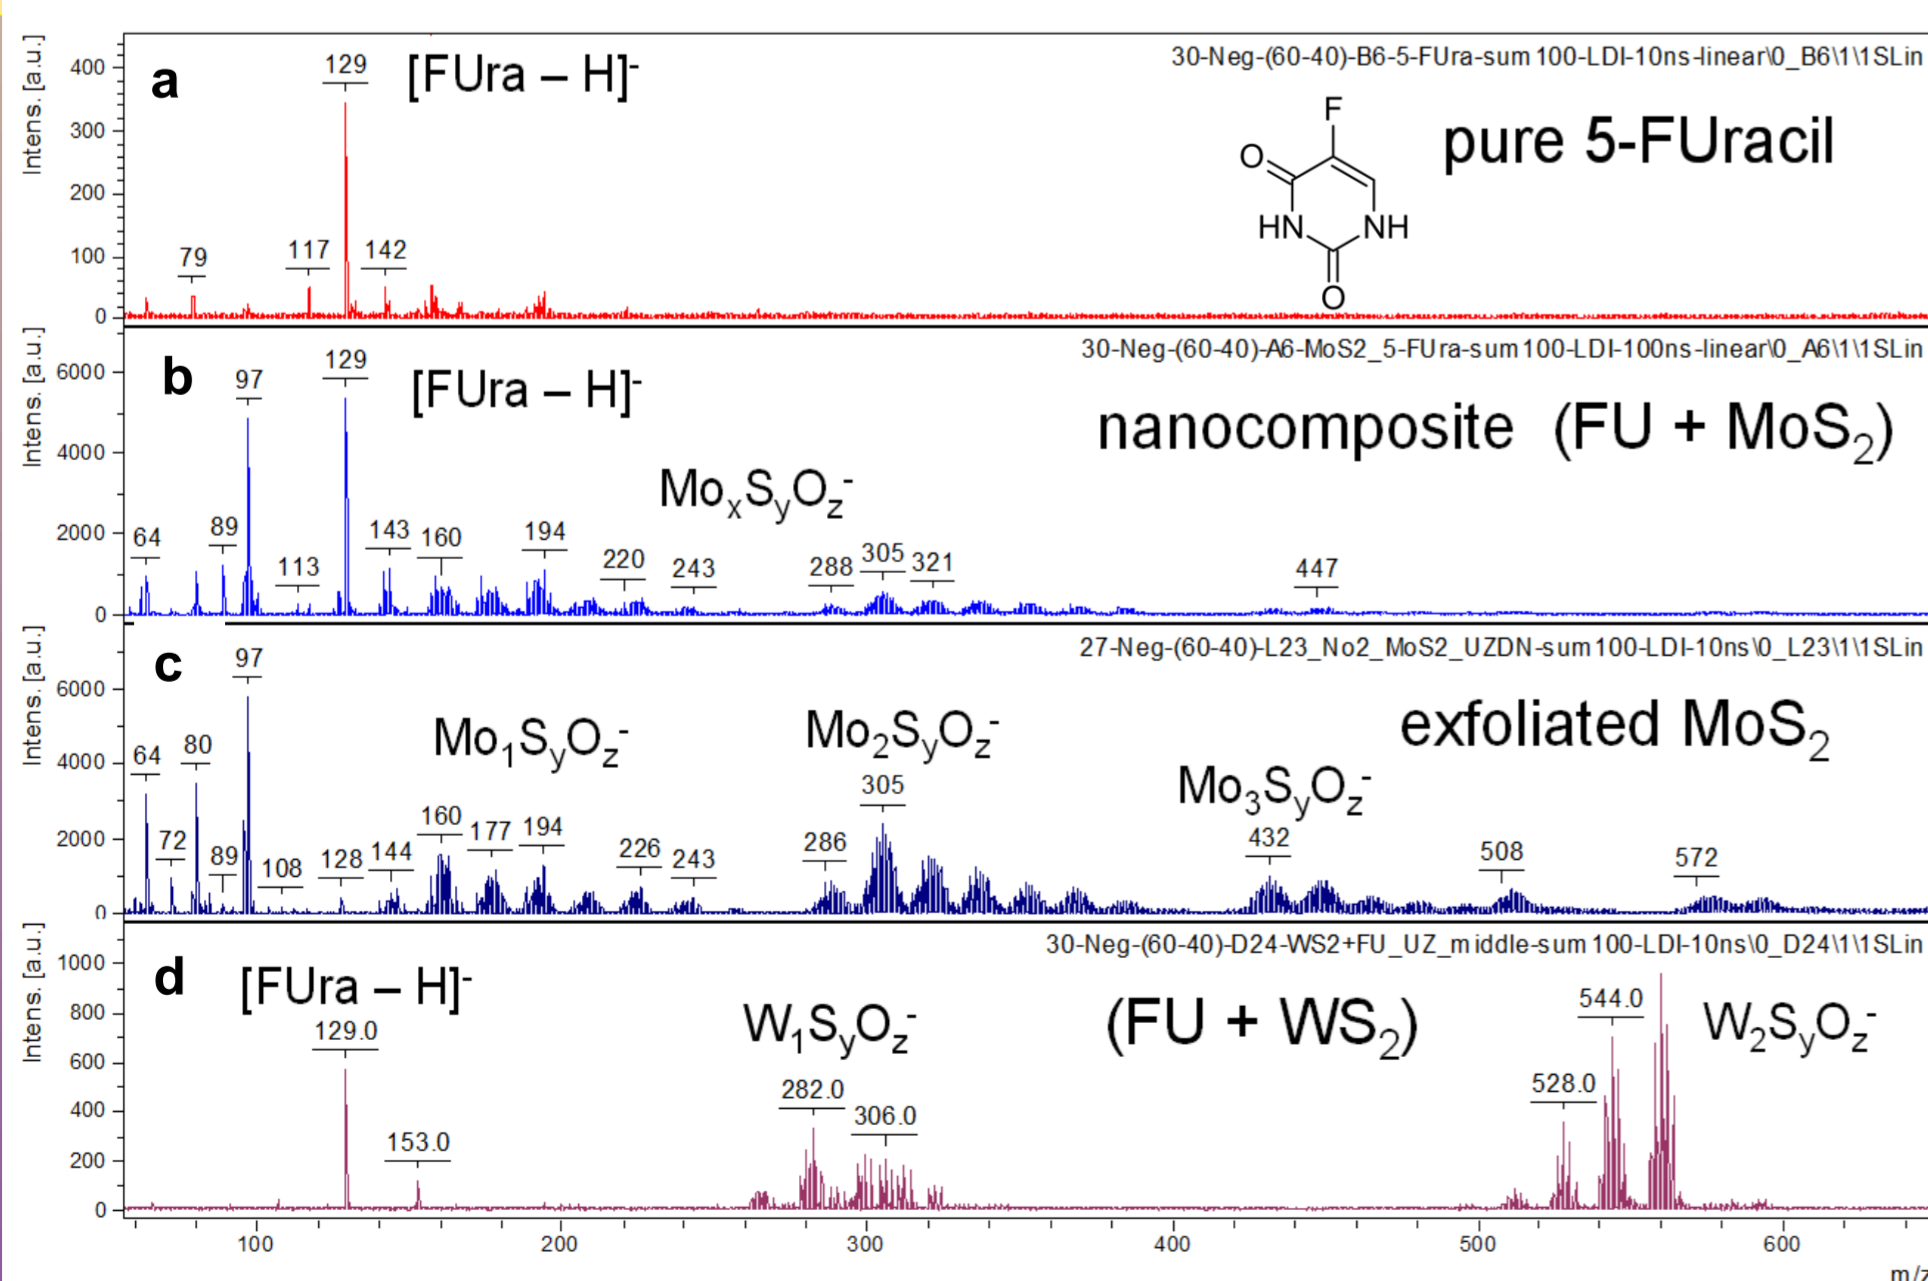 Intens. [a.u.]
a
[FUra – H]-
30-Neg-(60-40)-B6-5-FUra-sum100-LDI-10ns-linear\0_B6\1\1SLin
pure 5-FUracil
F
O
HN
NH
O
400
300
200
100
0
79
117
129
142
Intens. [a.u.]
b
[FUra – H]-
30-Neg-(60-40)-A6-MoS2_5-FUra-sum100-LDI-100ns-linear\0_A6\1\1SLin
nanocomposite (FU + MoS2)
MoxSyOz-
6000
4000
2000
0
64
89
97
113
129
143
160
194
220
243
288
305
321
447
Intens. [a.u.]
c
27-Neg-(60-40)-L23_No2_MoS2_UZDN-sum100-LDI-10ns\0_L23\1\1SLin
exfoliated MoS2
Mo1SyOz-
Mo2SyOz-
Mo3SyOz-
6000
4000
2000
0
64
72
80
89
97
108
128
144
160
177
194
226
243
286
305
432
508
572
Intens. [a.u.]
d
[FUra – H]-
30-Neg-(60-40)-D24-WS2+FU_UZ_middle-sum100-LDI-10ns\0_D24\1\1SLin
W1SyOz-
(FU + WS2)
W2SyOz-
1000
800
600
400
200
0
129.0
153.0
282.0
306.0
528.0
544.0
100
200
300
400
500
600
m/z